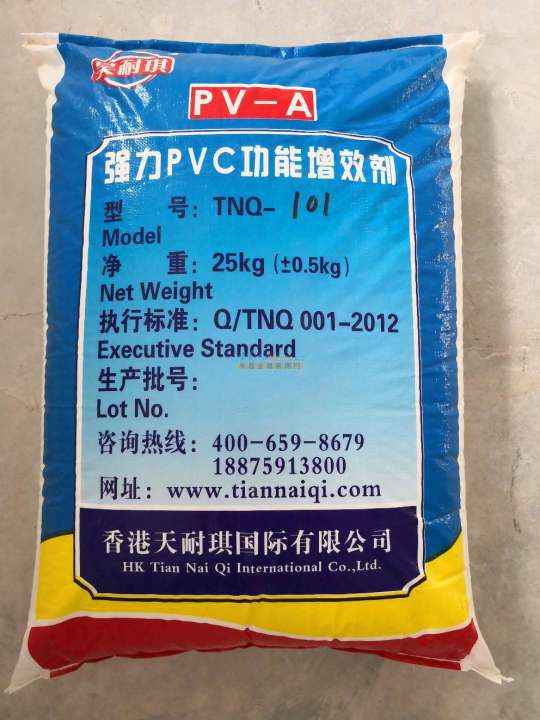 昊耐琪
PV-A
强力PVC功能增效剂
型 号：TNQ-101
Model
净 重：25kg (±0.5kg)
Net Weight
执行标准：Q/TNQ 001-2012
Executive Standard
生产批号：
Lot No.
咨询热线：400-659-8679
18875913800
网址：www.tiannaiqi.com
香港天耐琪国际有限公司
HK Tian Nai Qi International Co.,Ltd.